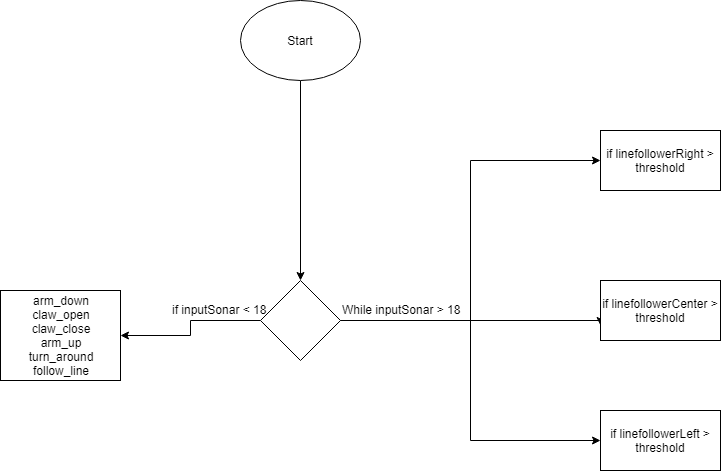 Start
if linefollowerRight >
threshold
if inputSonar < 18
While inputSonar > 18
if linefollowerCenter >
threshold
arm_down
claw_open
claw_close
arm_up
turn_around
follow_line
if linefollowerLeft >
threshold